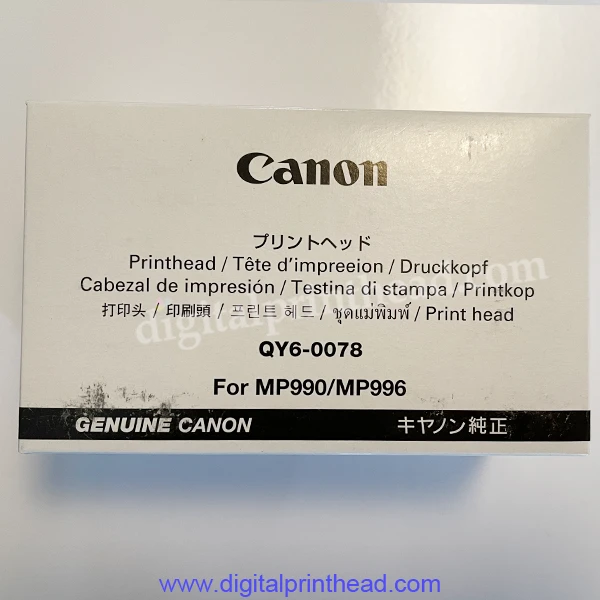 Canon
プリントヘッド
Printhead / Tête d'impreeion / Druckkopf
Cabezal de impresión / Testina di stampa / Printkop
打印头 / 印刷頭 / 프린트 헤드 / ชุดแม่พิมพ์ / Print head
digitalprinthead.com
QY6-0078
For MP990/MP996
GENUINE CANON キヤノン純正
www.digitalprinthead.com